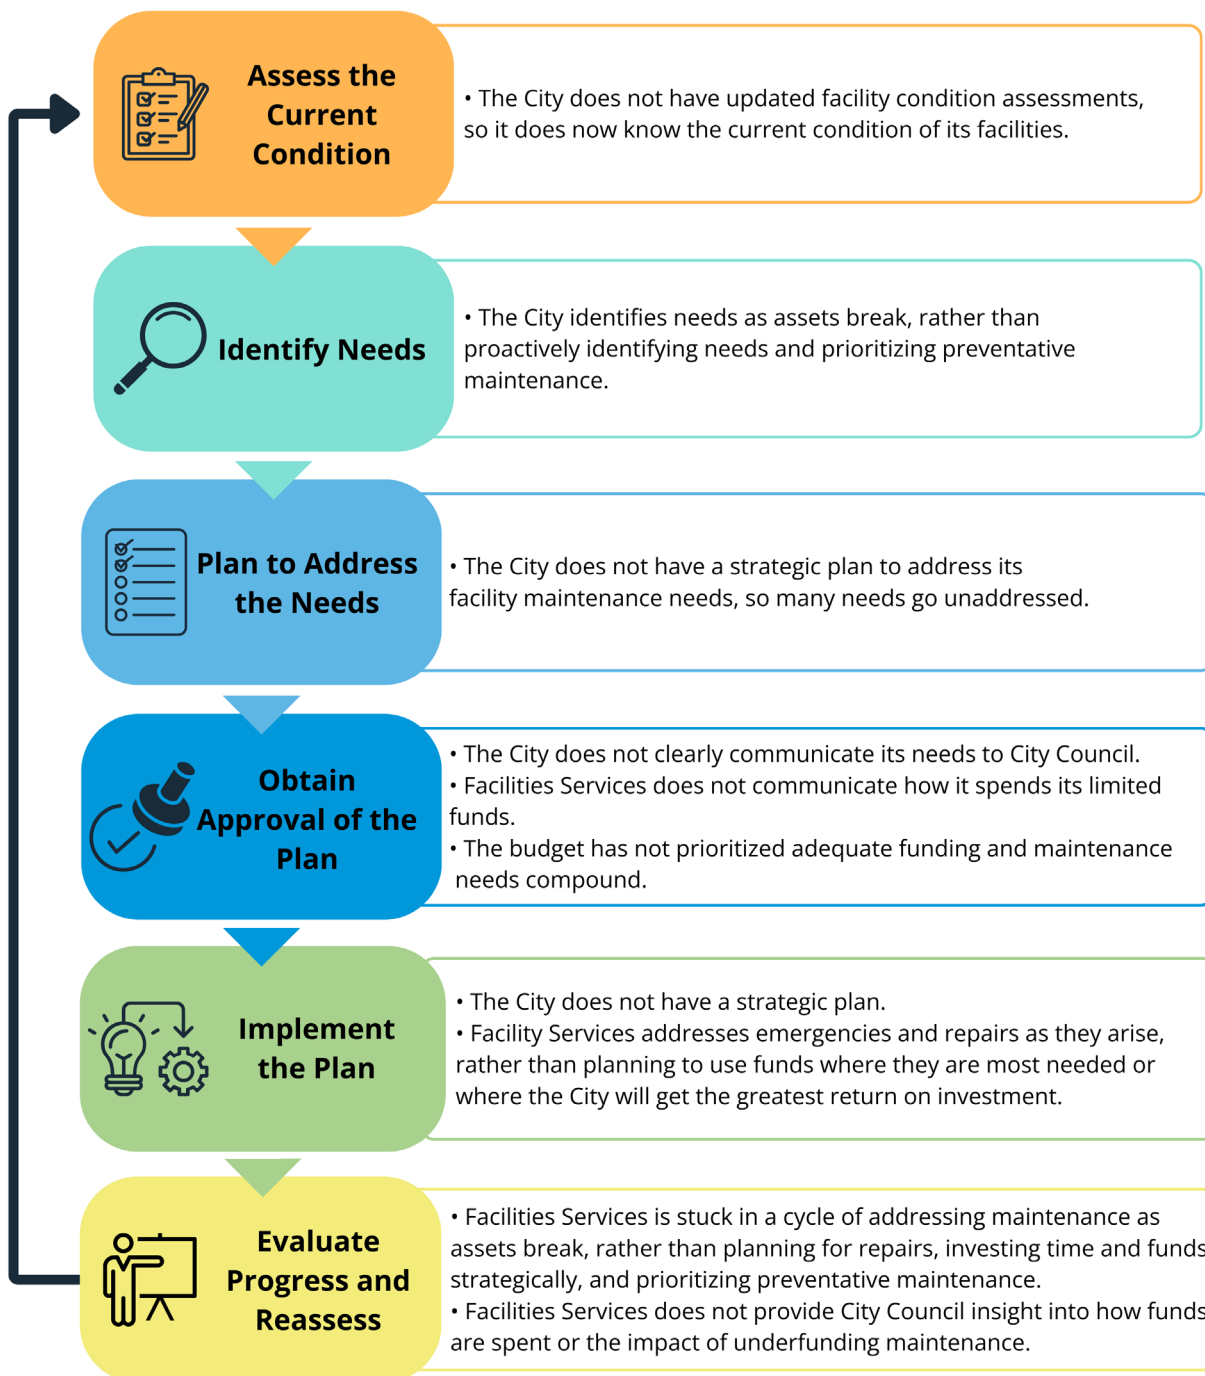 Assess the
Current
Condition
• The City does not have updated facility condition assessments,
so it does now know the current condition of its facilities.
Identify Needs
• The City identifies needs as assets break, rather than
proactively identifying needs and prioritizing preventative
maintenance.
Plan to Address
the Needs
• The City does not have a strategic plan to address its
facility maintenance needs, so many needs go unaddressed.
Obtain
Approval of the
Plan
• The City does not clearly communicate its needs to City Council.
• Facilities Services does not communicate how it spends its limited
funds.
• The budget has not prioritized adequate funding and maintenance
needs compound.
Implement
the Plan
• The City does not have a strategic plan.
• Facility Services addresses emergencies and repairs as they arise,
rather than planning to use funds where they are most needed or
where the City will get the greatest return on investment.
Evaluate
Progress and
Reassess
• Facilities Services is stuck in a cycle of addressing maintenance as
assets break, rather than planning for repairs, investing time and funds
strategically, and prioritizing preventative maintenance.
• Facilities Services does not provide City Council insight into how funds
are spent or the impact of underfunding maintenance.